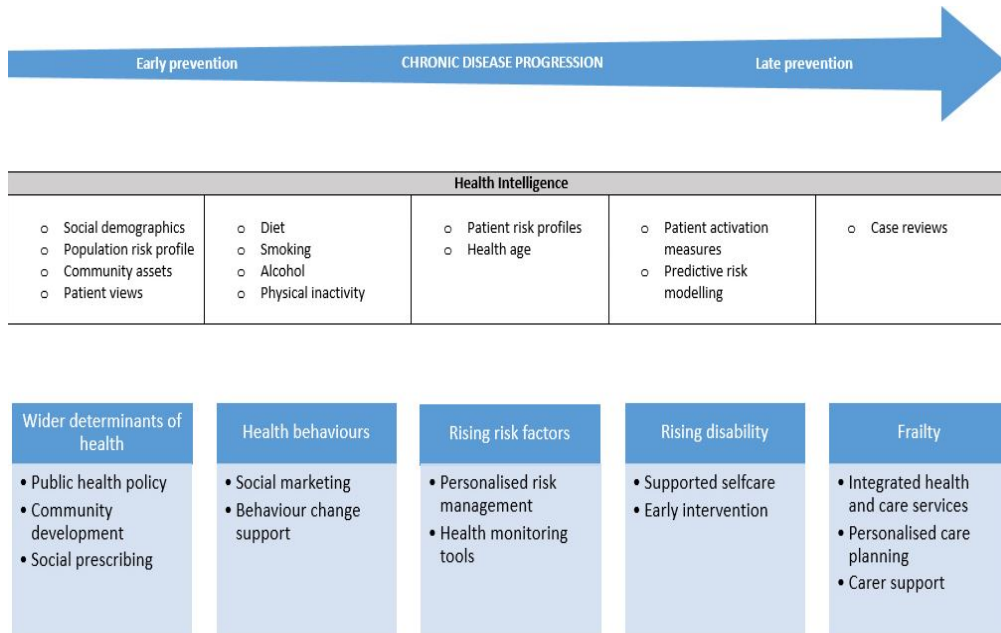 Early prevention CHRONIC DISEASE PROGRESSION Late prevention
Health Intelligence
o Social demographics
o Population risk profile
o Community assets
o Patient views
o Diet
o Smoking
o Alcohol
o Physical inactivity
o Patient risk profiles
o Health age
o Patient activation
measures
o Predictive risk
modelling
o Case reviews
Wider determinants of
health
• Public health policy
• Community
development
• Social prescribing
Health behaviours
• Social marketing
• Behaviour change
support
Rising risk factors
• Personalised risk
management
• Health monitoring
tools
Rising disability
• Supported selfcare
• Early intervention
Frailty
• Integrated health
and care services
• Personalised care
planning
• Carer support